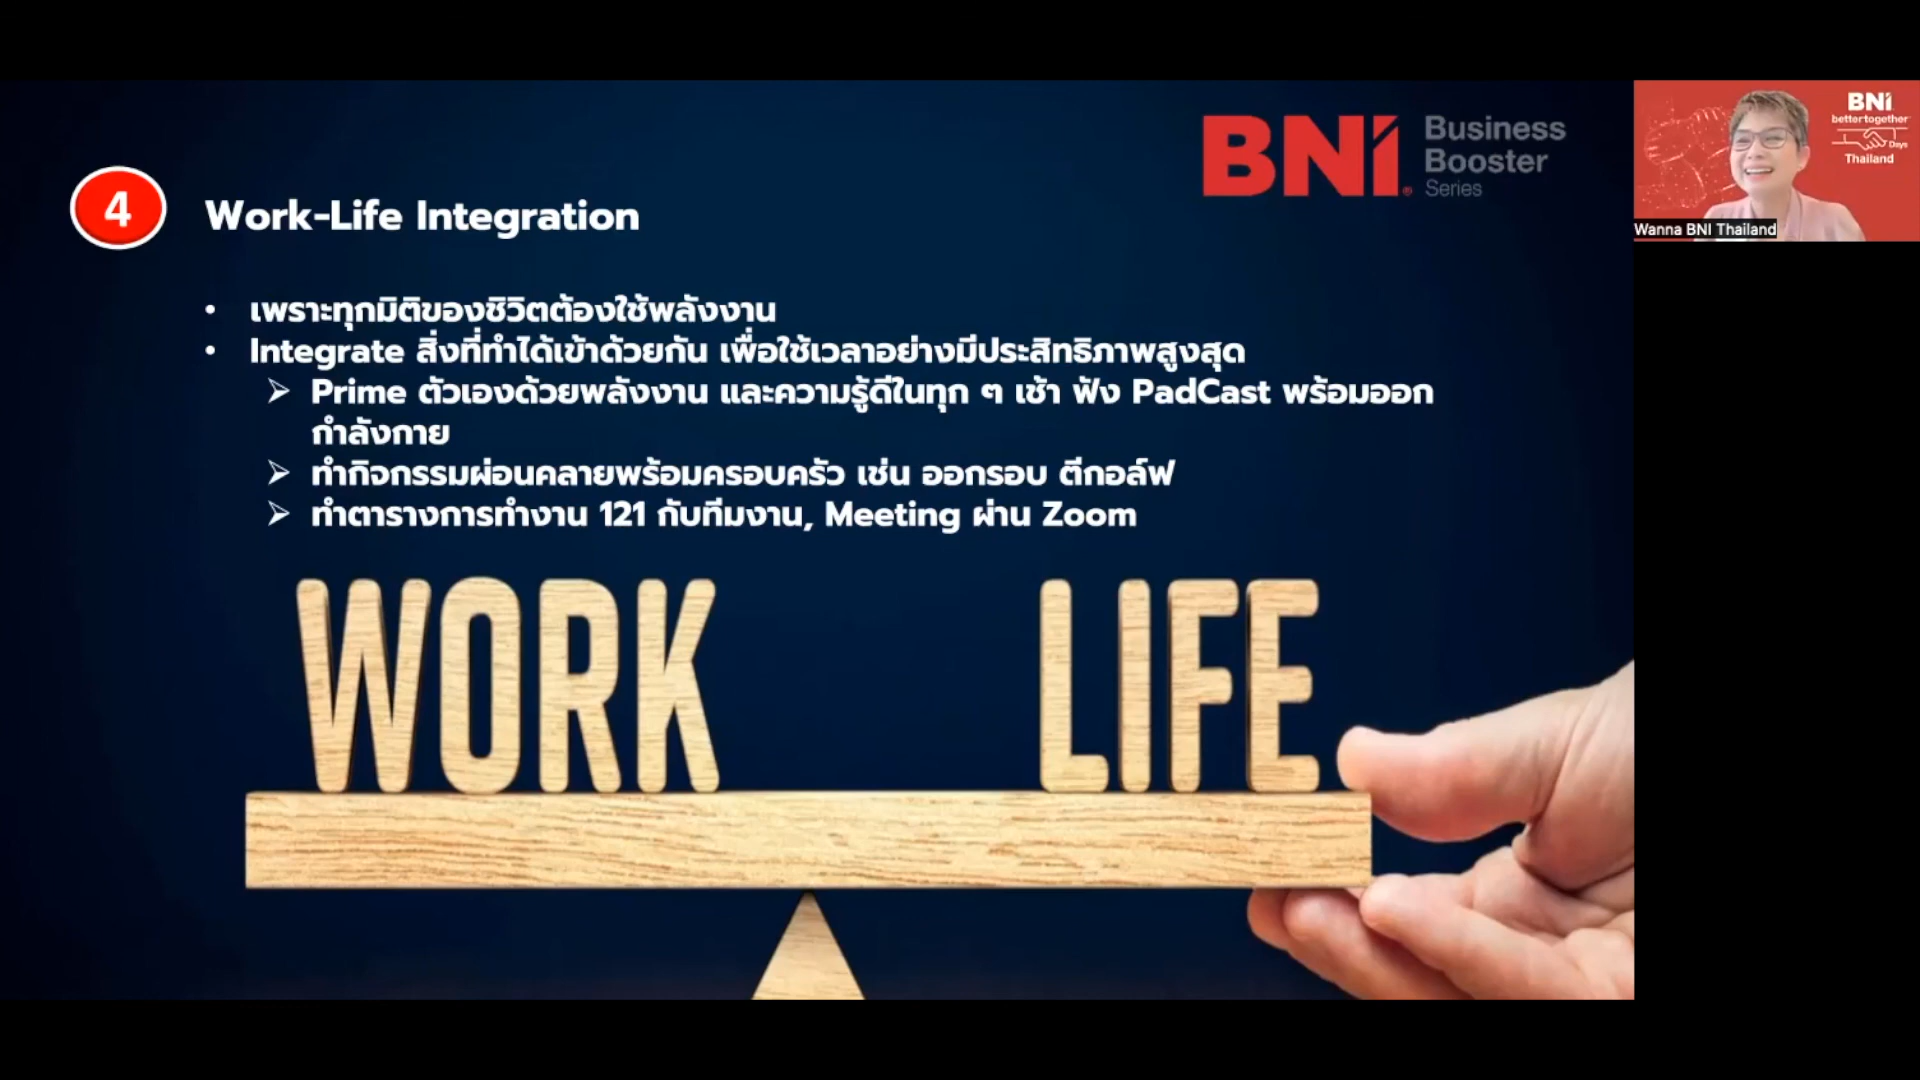 BNI
Business
Booster
Series
4
Work-Life Integration
• เพราะทุกมิติของชิวิตต้องใช้พลังงาน
• Integrate สิ่งที่ทำได้เข้าด้วยกัน เพื่อใช้เวลาอย่างมีประสิทธิภาพสูงสุด
➢ Prime ตัวเองด้วยพลังงาน และความรู้ดีในทุก ๆ เช้า ฟัง PadCast พร้อมออก
กำลังกาย
➢ ทำกิจกรรมผ่อนคลายพร้อมครอบครัว เช่น ออกรอบ ตีกอล์ฟ
➢ ทำตารางการทำงาน 121 กับทีมงาน, Meeting ผ่าน Zoom
WORK LIFE
BNI
bettertogether
Days
Thailand
Wanna BNI Thailand